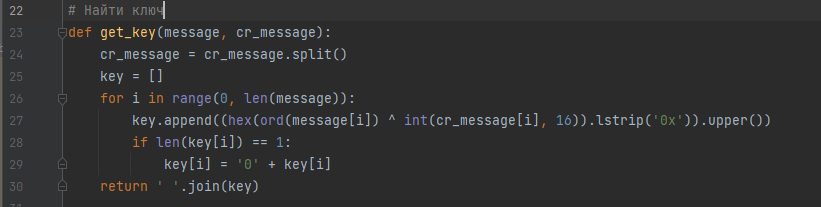 22 # Найти ключ
23 def get_key(message, cr_message):
24 cr_message = cr_message.split()
25 key = []
26 for i in range(0, len(message)):
27 key.append((hex(ord(message[i]) ^ int(cr_message[i], 16)).lstrip('0x')).upper())
28 if len(key[i]) == 1:
29 key[i] = '0' + key[i]
30 return ' '.join(key)